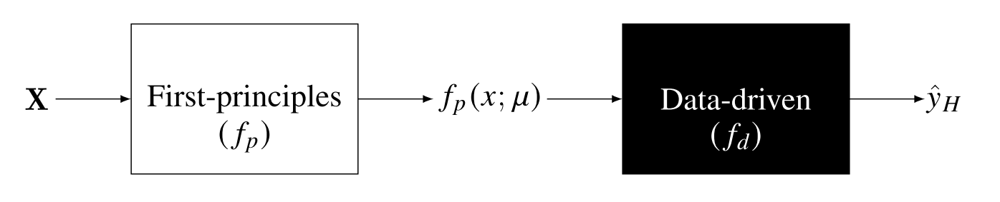 X
First-principles
(f_p)
f_p(x; μ)
Data-driven
(f_d)
ŷ_H